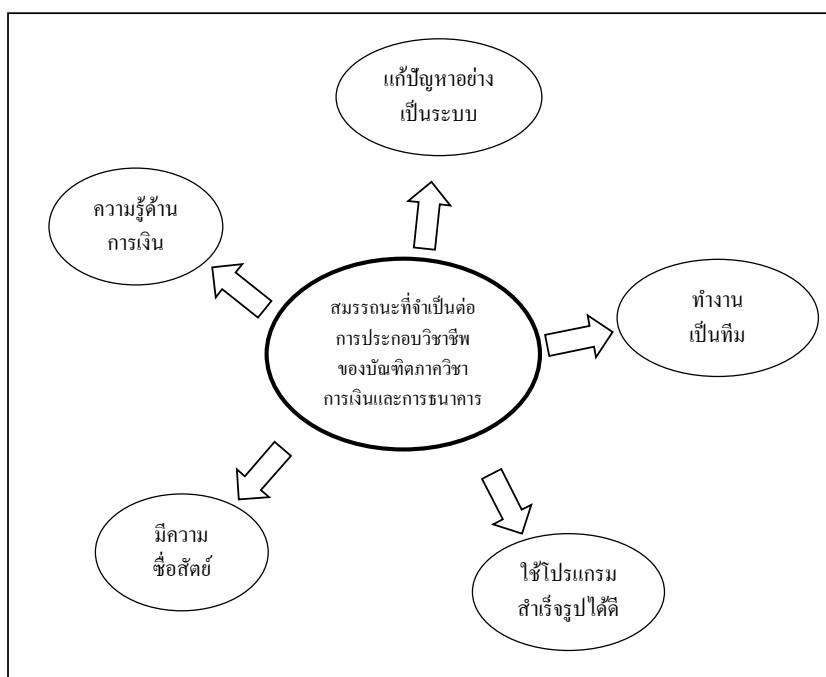 แก้ปัญหาอย่าง
เป็นระบบ
ความรู้ด้าน
การเงิน
สมรรถนะที่จำเป็นต่อ
การประกอบวิชาชีพ
ของบัณฑิตภาควิชา
การเงินและการธนาคาร
ทำงาน
เป็นทีม
มีความ
ซื่อสัตย์
ใช้โปรแกรม
สำเร็จรูปได้ดี